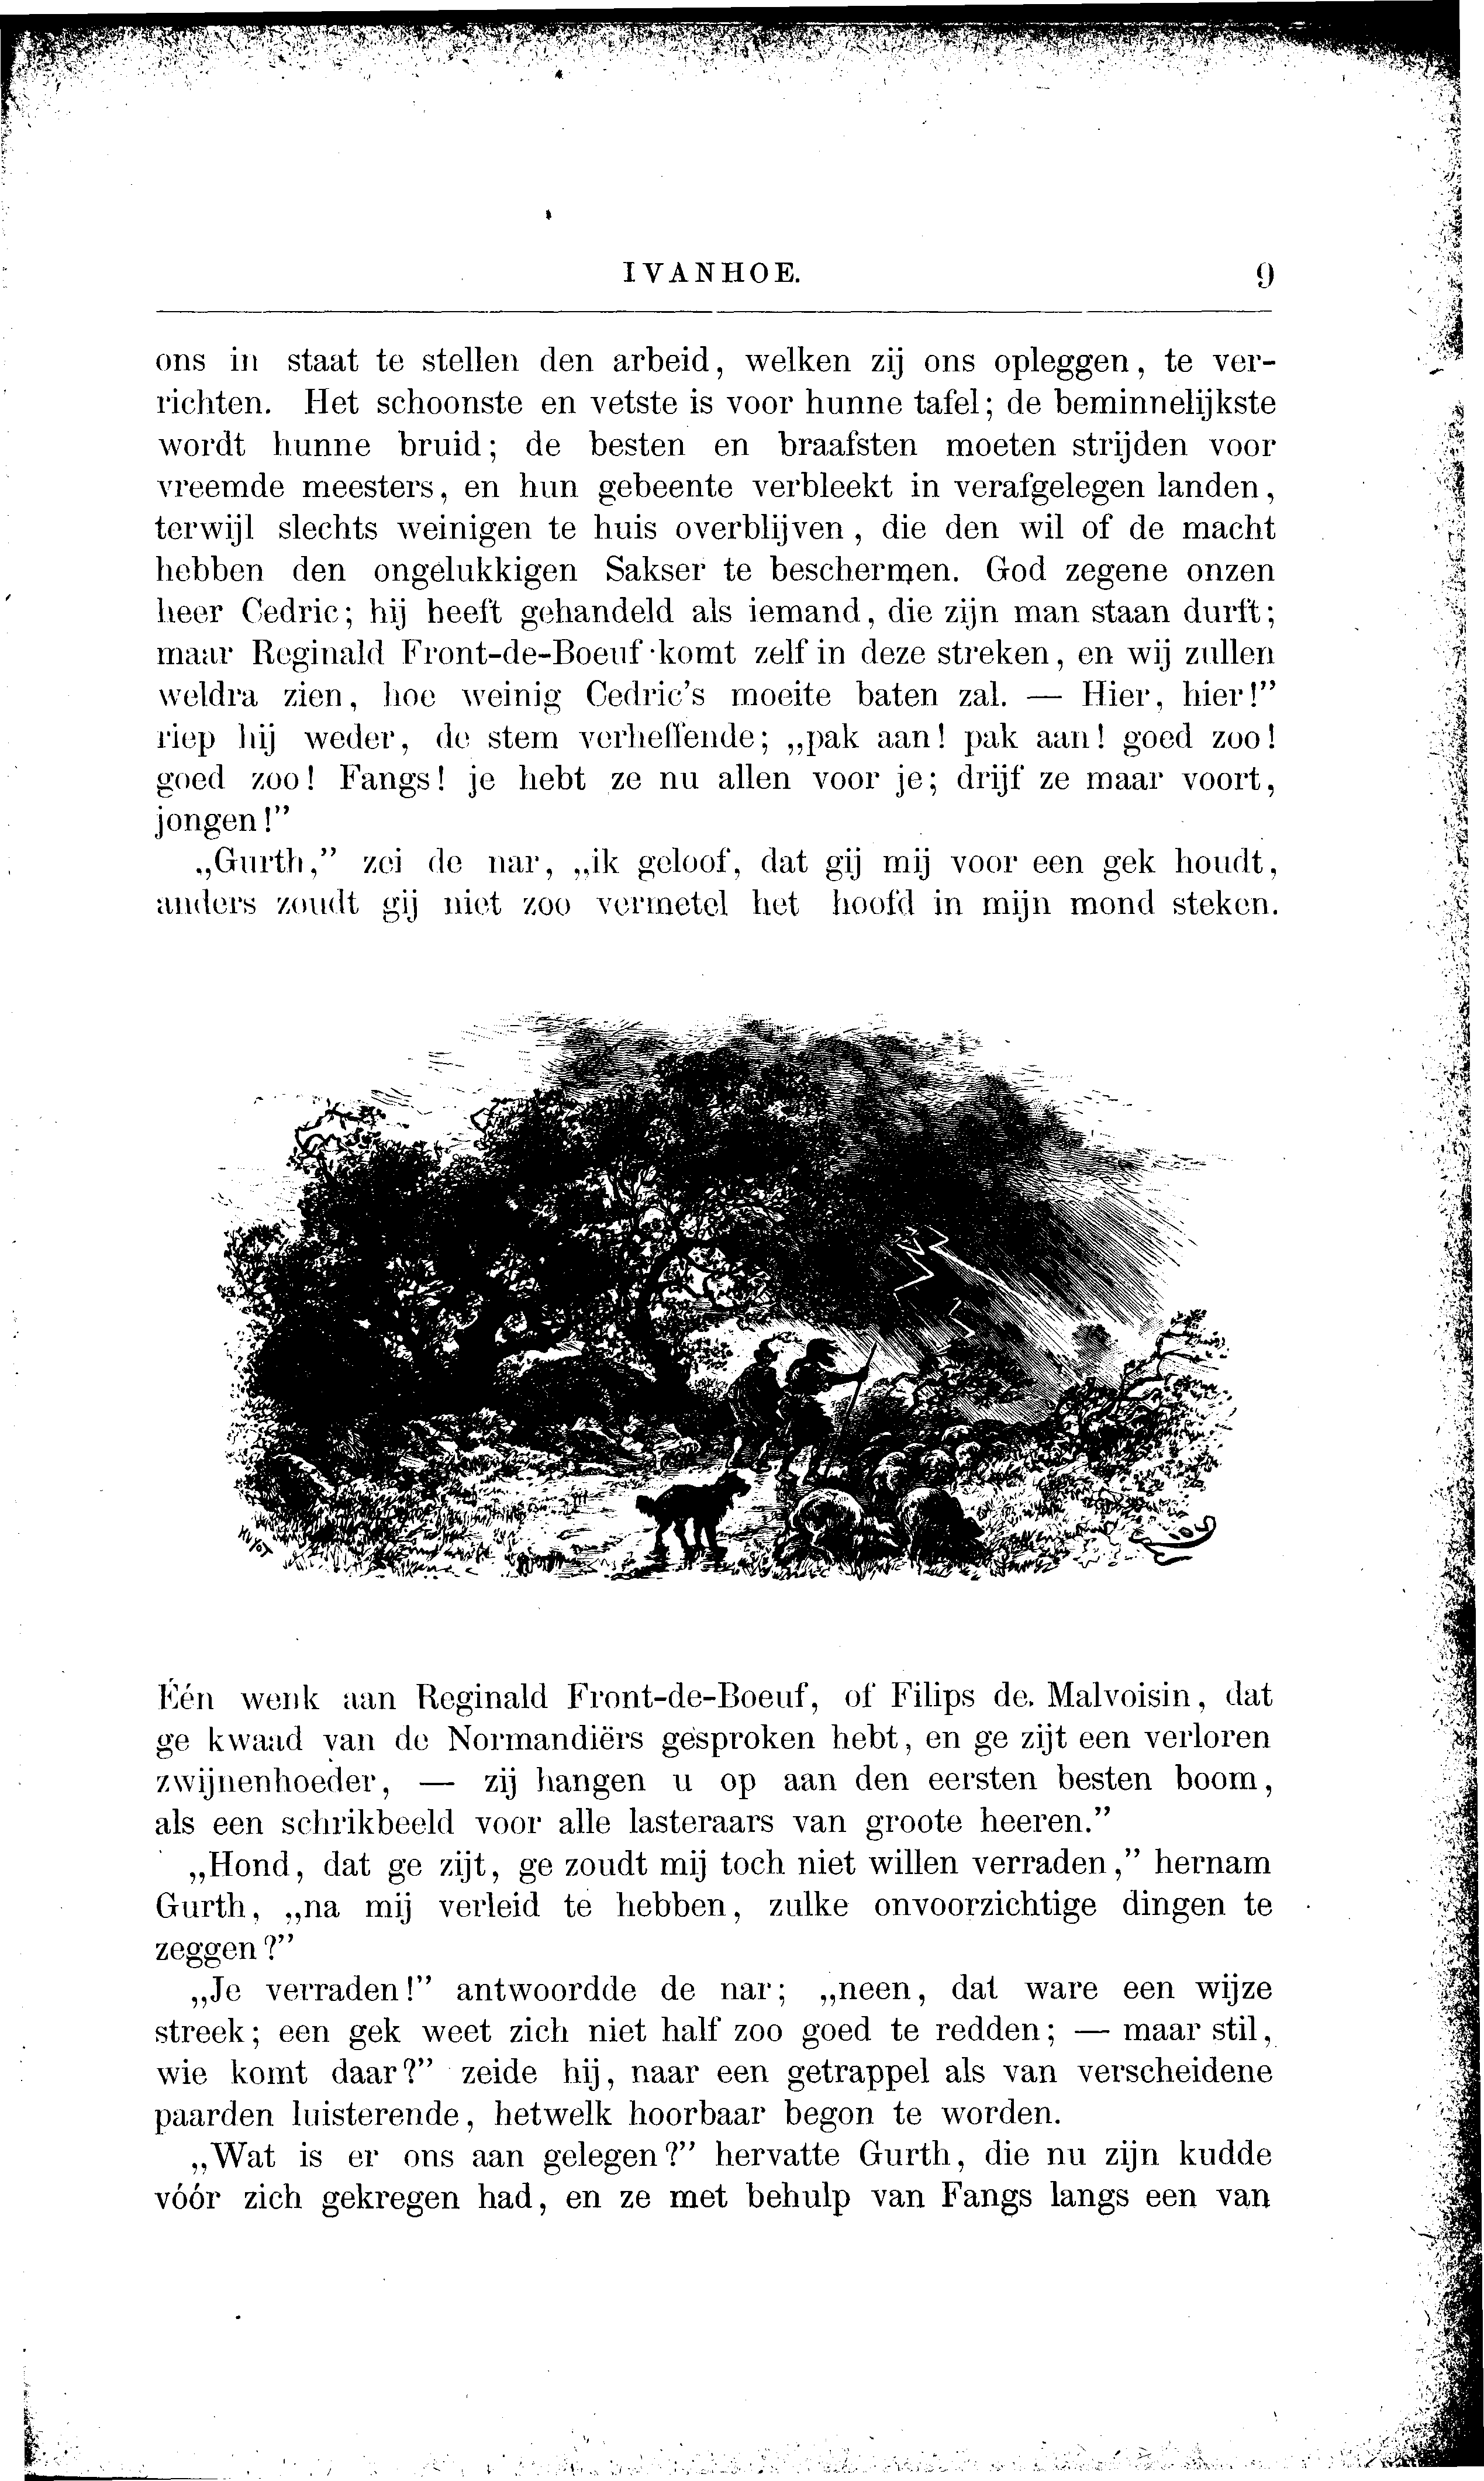 IVANHOE. 9
ons in staat te stellen den arbeid, welken zij ons opleggen, te ver-
richten. Het schoonste en vetste is voor hunne tafel; de beminnelijkste
wordt hunne bruid; de besten en braafsten moeten strijden voor
vreemde meesters, en hun gebeente verbleekt in verafgelegen landen,
terwijl slechts weinigen te huis overblijven, die den wil of de macht
hebben den ongelukkigen Sakser te beschermen. God zegene onzen
heer Cedric; hij heeft gehandeld als iemand, die zijn man staan durft;
maar Reginald Front-de-Boeuf komt zelf in deze streken, en wij zullen
weldra zien, hoe weinig Cedric's moeite baten zal. — Hier, hier!”
riep hij weder, de stem verheffende; „pak aan! pak aan! goed zoo!
goed zoo! Fangs! je hebt ze nu allen voor je; drijf ze maar voort,
jongen!”
„Gurth,” zei de nar, „ik geloof, dat gij mij voor een gek houdt,
anders zoudt gij niet zoo vermetel het hoofd in mijn mond steken.
HUYOT
Één wenk aan Reginald Front-de-Boeuf, of Filips de Malvoisin, dat
ge kwaad van de Normandiërs gesproken hebt, en ge zijt een verloren
zwijnenhoeder, — zij hangen u op aan den eersten besten boom,
als een schrikbeeld voor alle lasteraars van groote heeren.”
„Hond, dat ge zijt, ge zoudt mij toch niet willen verraden,” hernam
Gurth, „na mij verleid te hebben, zulke onvoorzichtige dingen te
zeggen?”
„Je verraden!” antwoordde de nar; „neen, dat ware een wijze
streek; een gek weet zich niet half zoo goed te redden; — maar stil,
wie komt daar?” zeide hij, naar een getrappel als van verscheidene
paarden luisterende, hetwelk hoorbaar begon te worden.
„Wat is er ons aan gelegen?” hervatte Gurth, die nu zijn kudde
vóór zich gekregen had, en ze met behulp van Fangs langs een van